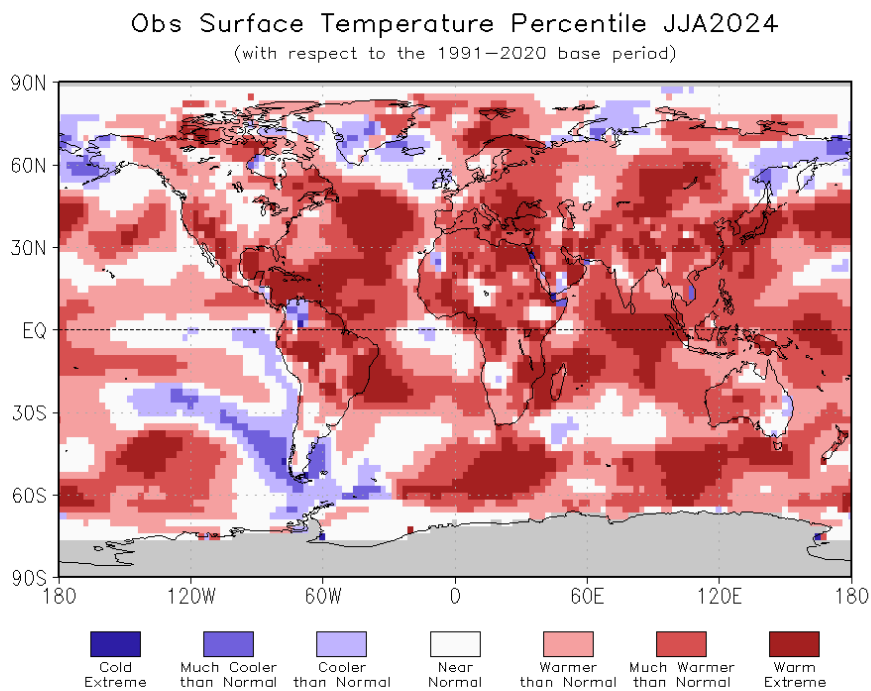 Obs Surface Temperature Percentile JJA2024
(with respect to the 1991–2020 base period)
90N
60N
30N
EQ
30S
60S
90S
180 120W 60W 0 60E 120E 180
Cold Extreme
Much Cooler than Normal
Cooler than Normal
Near Normal
Warmer than Normal
Much Warmer than Normal
Warm Extreme